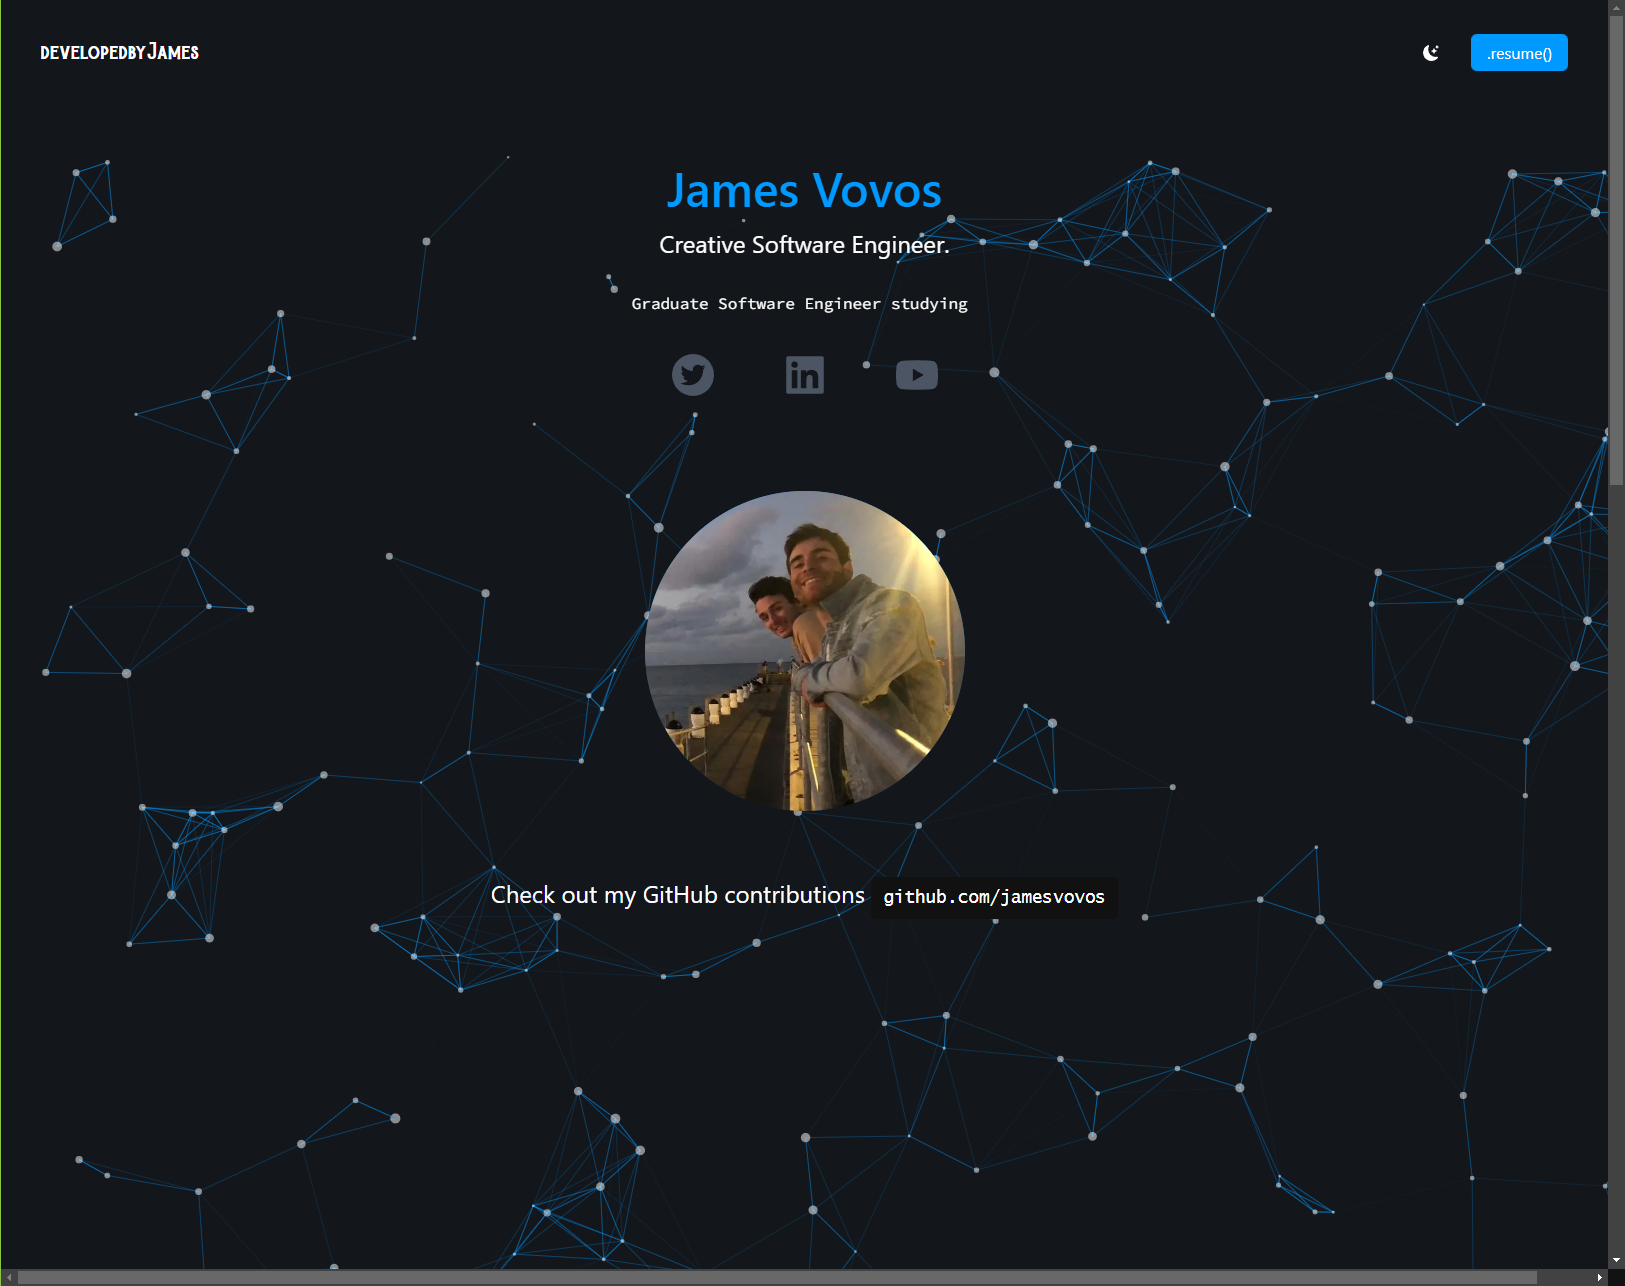 DEVELOPEDBYJAMES
.resume()
James Vovos
Creative Software Engineer.
Graduate Software Engineer studying
Check out my GitHub contributions github.com/jamesvovos